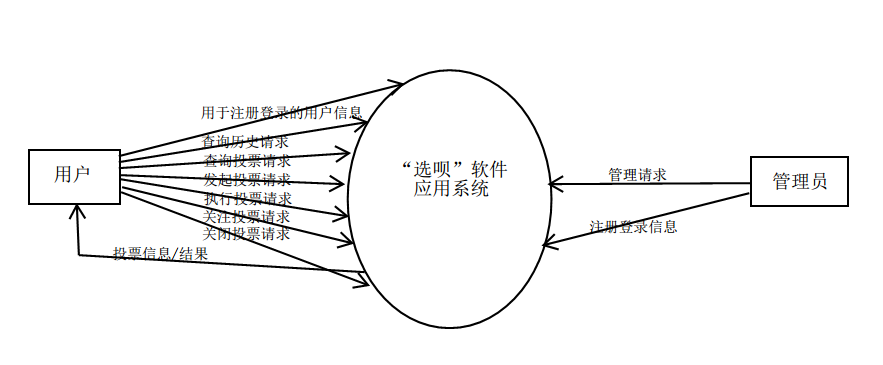 用于注册登录的用户信息
查询历史请求
查询投票请求
发起投票请求
执行投票请求
关注投票请求
关闭投票请求
投票信息/结果
用户
“选呗”软件
应用系统
管理请求
注册登录信息
管理员